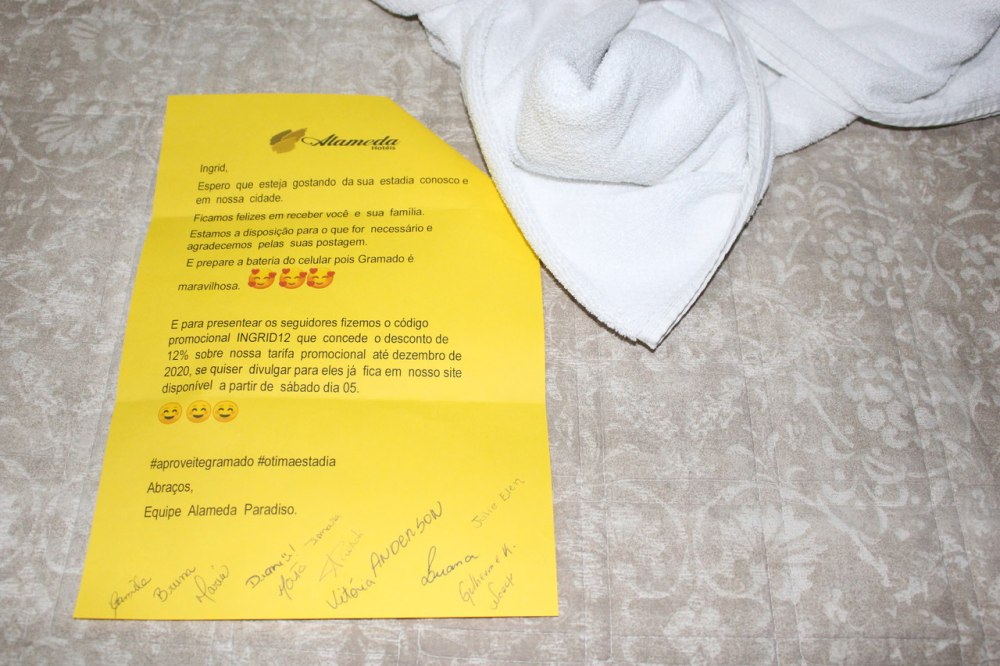 Alameda
Hotéis
Ingrid,
Espero que esteja gostando da sua estadia conosco e
em nossa cidade.
Ficamos felizes em receber você e sua família.
Estamos a disposição para o que for necessário e
agradecemos pelas suas postagem.
E prepare a bateria do celular pois Gramado é
maravilhosa. 🥰🥰🥰
E para presentear os seguidores fizemos o código
promocional INGRID12 que concede o desconto de
12% sobre nossa tarifa promocional até dezembro de
2020, se quiser divulgar para eles já fica em nosso site
disponível a partir de sábado dia 05.
😊😊😊
#aproveitegramado #otimaestadia
Abraços,
Equipe Alameda Paradiso.
Camila Bruna Maria Vitória ANDERSON Luana